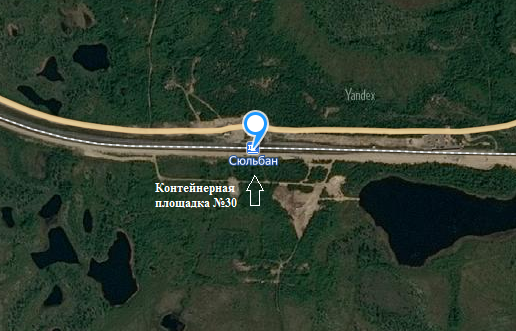 Yandex
Сюльбан
Контейнерная
площадка №30